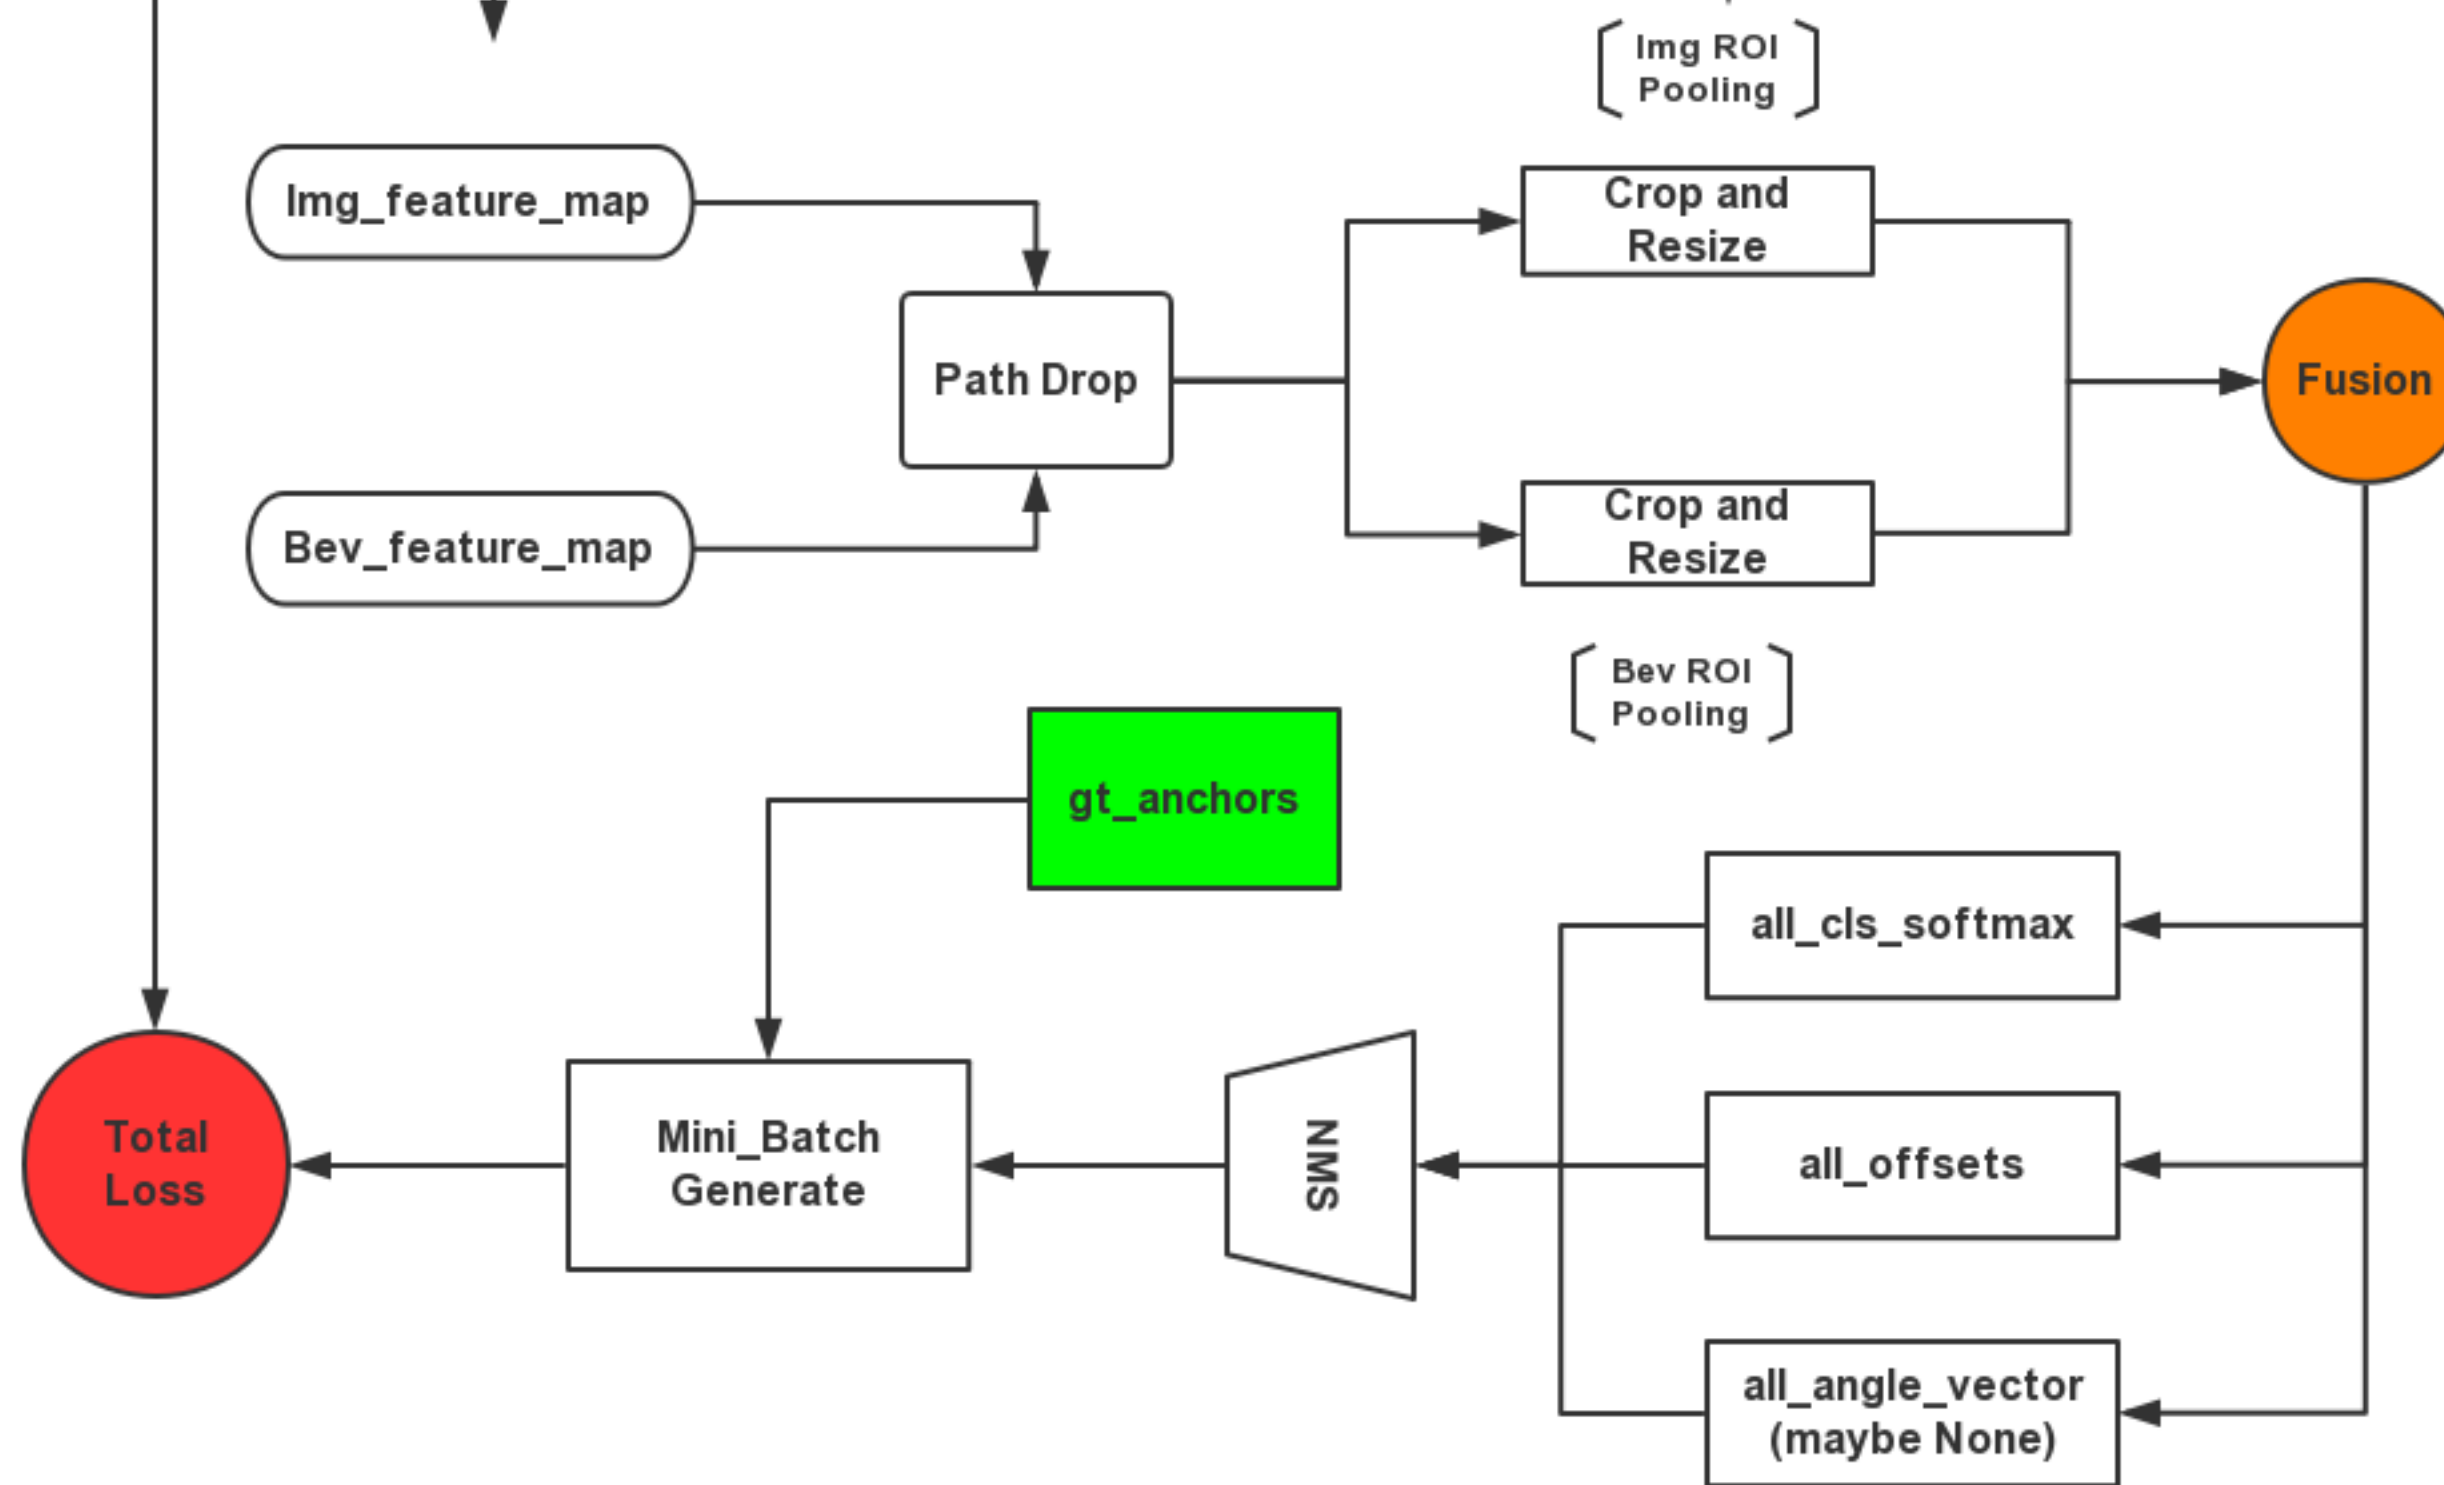 Img ROI
Pooling
Img_feature_map
Crop and
Resize
Path Drop
Fusion
Bev_feature_map
Crop and
Resize
Bev ROI
Pooling
gt_anchors
all_cls_softmax
Total
Loss
Mini_Batch
Generate
NMS
all_offsets
all_angle_vector
(maybe None)